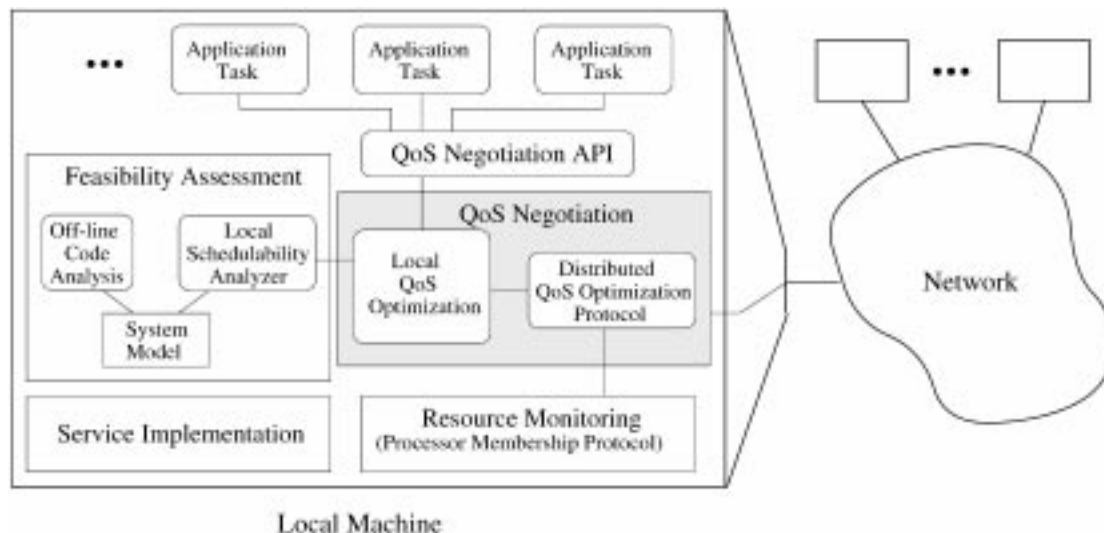 Application
Task
Application
Task
Application
Task
QoS Negotiation API
Feasibility Assessment
Off-line
Code
Analysis
Local
Schedulability
Analyzer
System
Model
QoS Negotiation
Local
QoS
Optimization
Distributed
QoS Optimization
Protocol
Service Implementation
Resource Monitoring
(Processor Membership Protocol)
Local Machine
Network